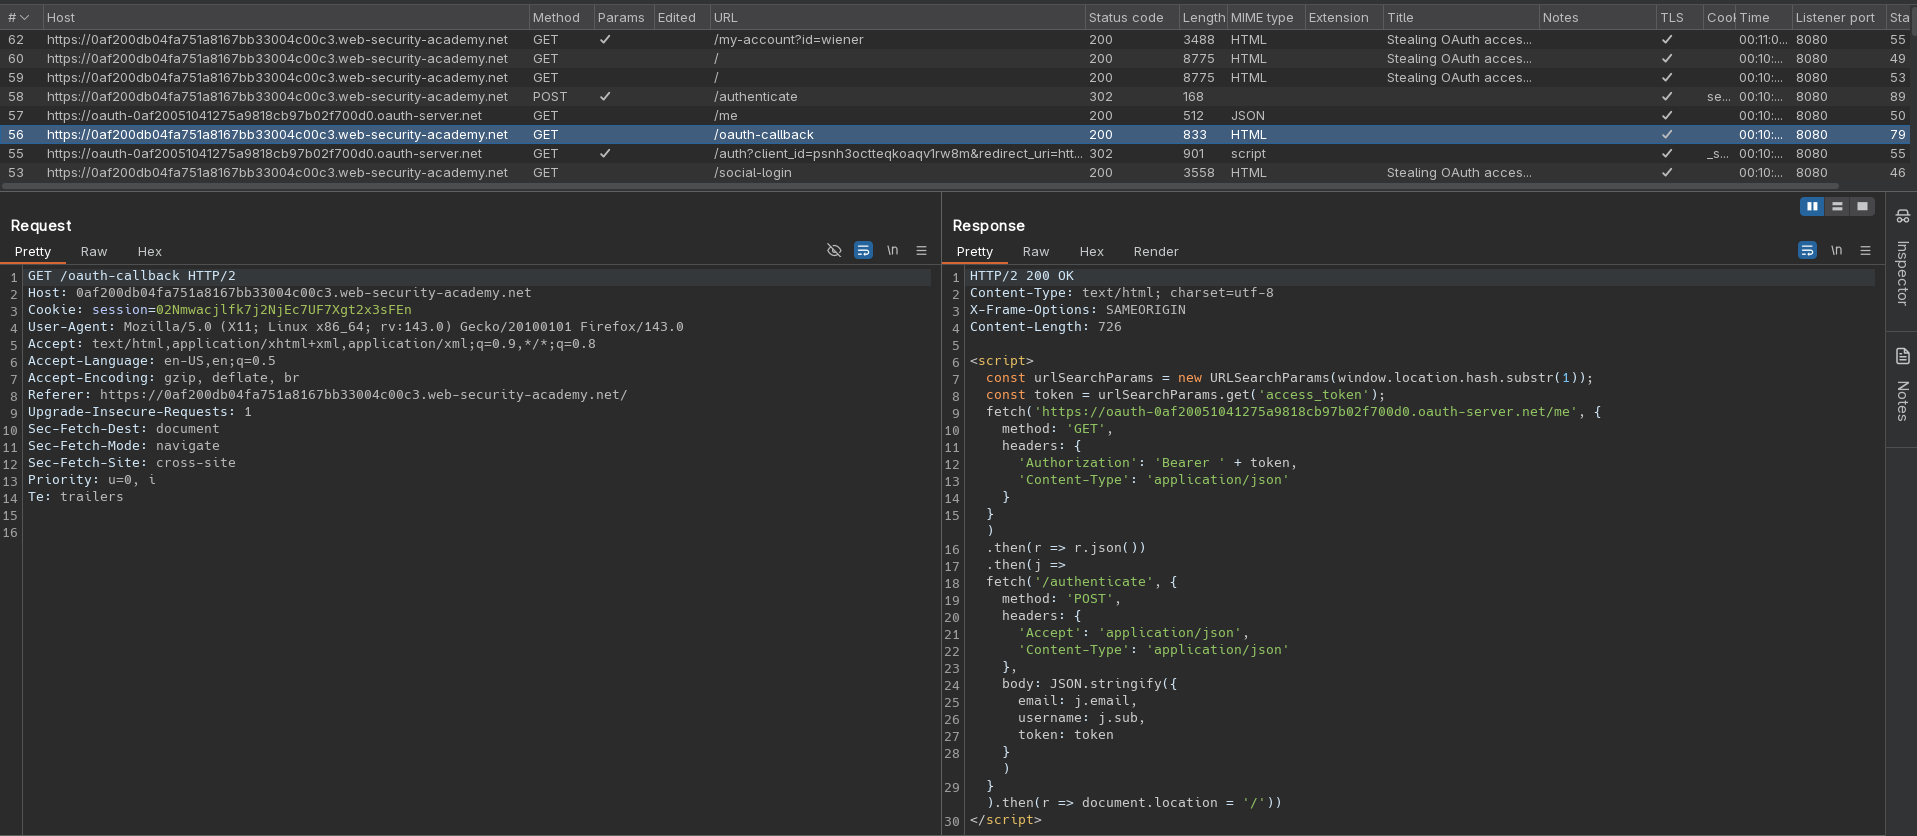 # Host Method Params Edited URL Status code Length MIME type Extension Title Notes TLS Cool Time Listener port Sta
62 https://0af200db04fa751a8167bb33004c00c3.web-security-academy.net GET ✓ /my-account?id=wiener 200 3488 HTML Stealing OAuth acces... ✓ 00:11:0... 8080 55
60 https://0af200db04fa751a8167bb33004c00c3.web-security-academy.net GET / 200 8775 HTML Stealing OAuth acces... ✓ 00:10:... 8080 49
59 https://0af200db04fa751a8167bb33004c00c3.web-security-academy.net GET / 200 8775 HTML Stealing OAuth acces... ✓ 00:10:... 8080 53
58 https://0af200db04fa751a8167bb33004c00c3.web-security-academy.net POST ✓ /authenticate 302 168 ✓ se... 00:10:... 8080 89
57 https://oauth-0af20051041275a9818cb97b02f700d0.oauth-server.net GET /me 200 512 JSON ✓ 00:10:... 8080 50
56 https://0af200db04fa751a8167bb33004c00c3.web-security-academy.net GET /oauth-callback 200 833 HTML ✓ 00:10:... 8080 79
55 https://oauth-0af20051041275a9818cb97b02f700d0.oauth-server.net GET ✓ /auth?client_id=psnh3octteqkoaqv1rw8m&redirect_uri=htt... 302 901 script ✓ _s... 00:10:... 8080 55
53 https://0af200db04fa751a8167bb33004c00c3.web-security-academy.net GET /social-login 200 3558 HTML Stealing OAuth acces... ✓ 00:10:... 8080 46
Request
Pretty Raw Hex \n
1 GET /oauth-callback HTTP/2
2 Host: 0af200db04fa751a8167bb33004c00c3.web-security-academy.net
3 Cookie: session=02Nmwacjlfk7j2NjEc7UF7Xgt2x3sFEn
4 User-Agent: Mozilla/5.0 (X11; Linux x86_64; rv:143.0) Gecko/20100101 Firefox/143.0
5 Accept: text/html,application/xhtml+xml,application/xml;q=0.9,*/*;q=0.8
6 Accept-Language: en-US,en;q=0.5
7 Accept-Encoding: gzip, deflate, br
8 Referer: https://0af200db04fa751a8167bb33004c00c3.web-security-academy.net/
9 Upgrade-Insecure-Requests: 1
10 Sec-Fetch-Dest: document
11 Sec-Fetch-Mode: navigate
12 Sec-Fetch-Site: cross-site
13 Priority: u=0, i
14 Te: trailers
15
16
Response
Pretty Raw Hex Render \n
1 HTTP/2 200 OK
2 Content-Type: text/html; charset=utf-8
3 X-Frame-Options: SAMEORIGIN
4 Content-Length: 726
5
6 <script>
7 const urlSearchParams = new URLSearchParams(window.location.hash.substr(1));
8 const token = urlSearchParams.get('access_token');
9 fetch('https://oauth-0af20051041275a9818cb97b02f700d0.oauth-server.net/me', {
10 method: 'GET',
11 headers: {
12 'Authorization': 'Bearer ' + token,
13 'Content-Type': 'application/json'
14 }
15 }
)
16 .then(r => r.json())
17 .then(j =>
18 fetch('/authenticate', {
19 method: 'POST',
20 headers: {
21 'Accept': 'application/json',
22 'Content-Type': 'application/json'
23 },
24 body: JSON.stringify({
25 email: j.email,
26 username: j.sub,
27 token: token
28 }
)
29 }
).then(r => document.location = '/'))
30 </script>
Inspector
Notes